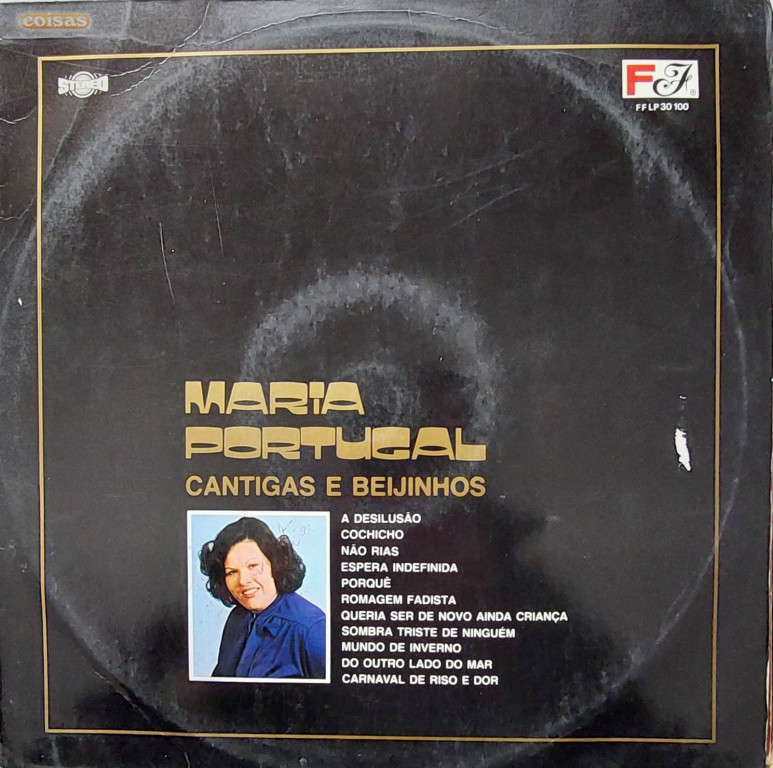 coisas
STEREO
FJ
FF LP 30 100
MARIA
PORTUGAL
CANTIGAS E BEIJINHOS
A DESILUSÃO
COCHICHO
NÃO RIAS
ESPERA INDEFINIDA
PORQUÊ
ROMAGEM FADISTA
QUERIA SER DE NOVO AINDA CRIANÇA
SOMBRA TRISTE DE NINGUÉM
MUNDO DE INVERNO
DO OUTRO LADO DO MAR
CARNAVAL DE RISO E DOR